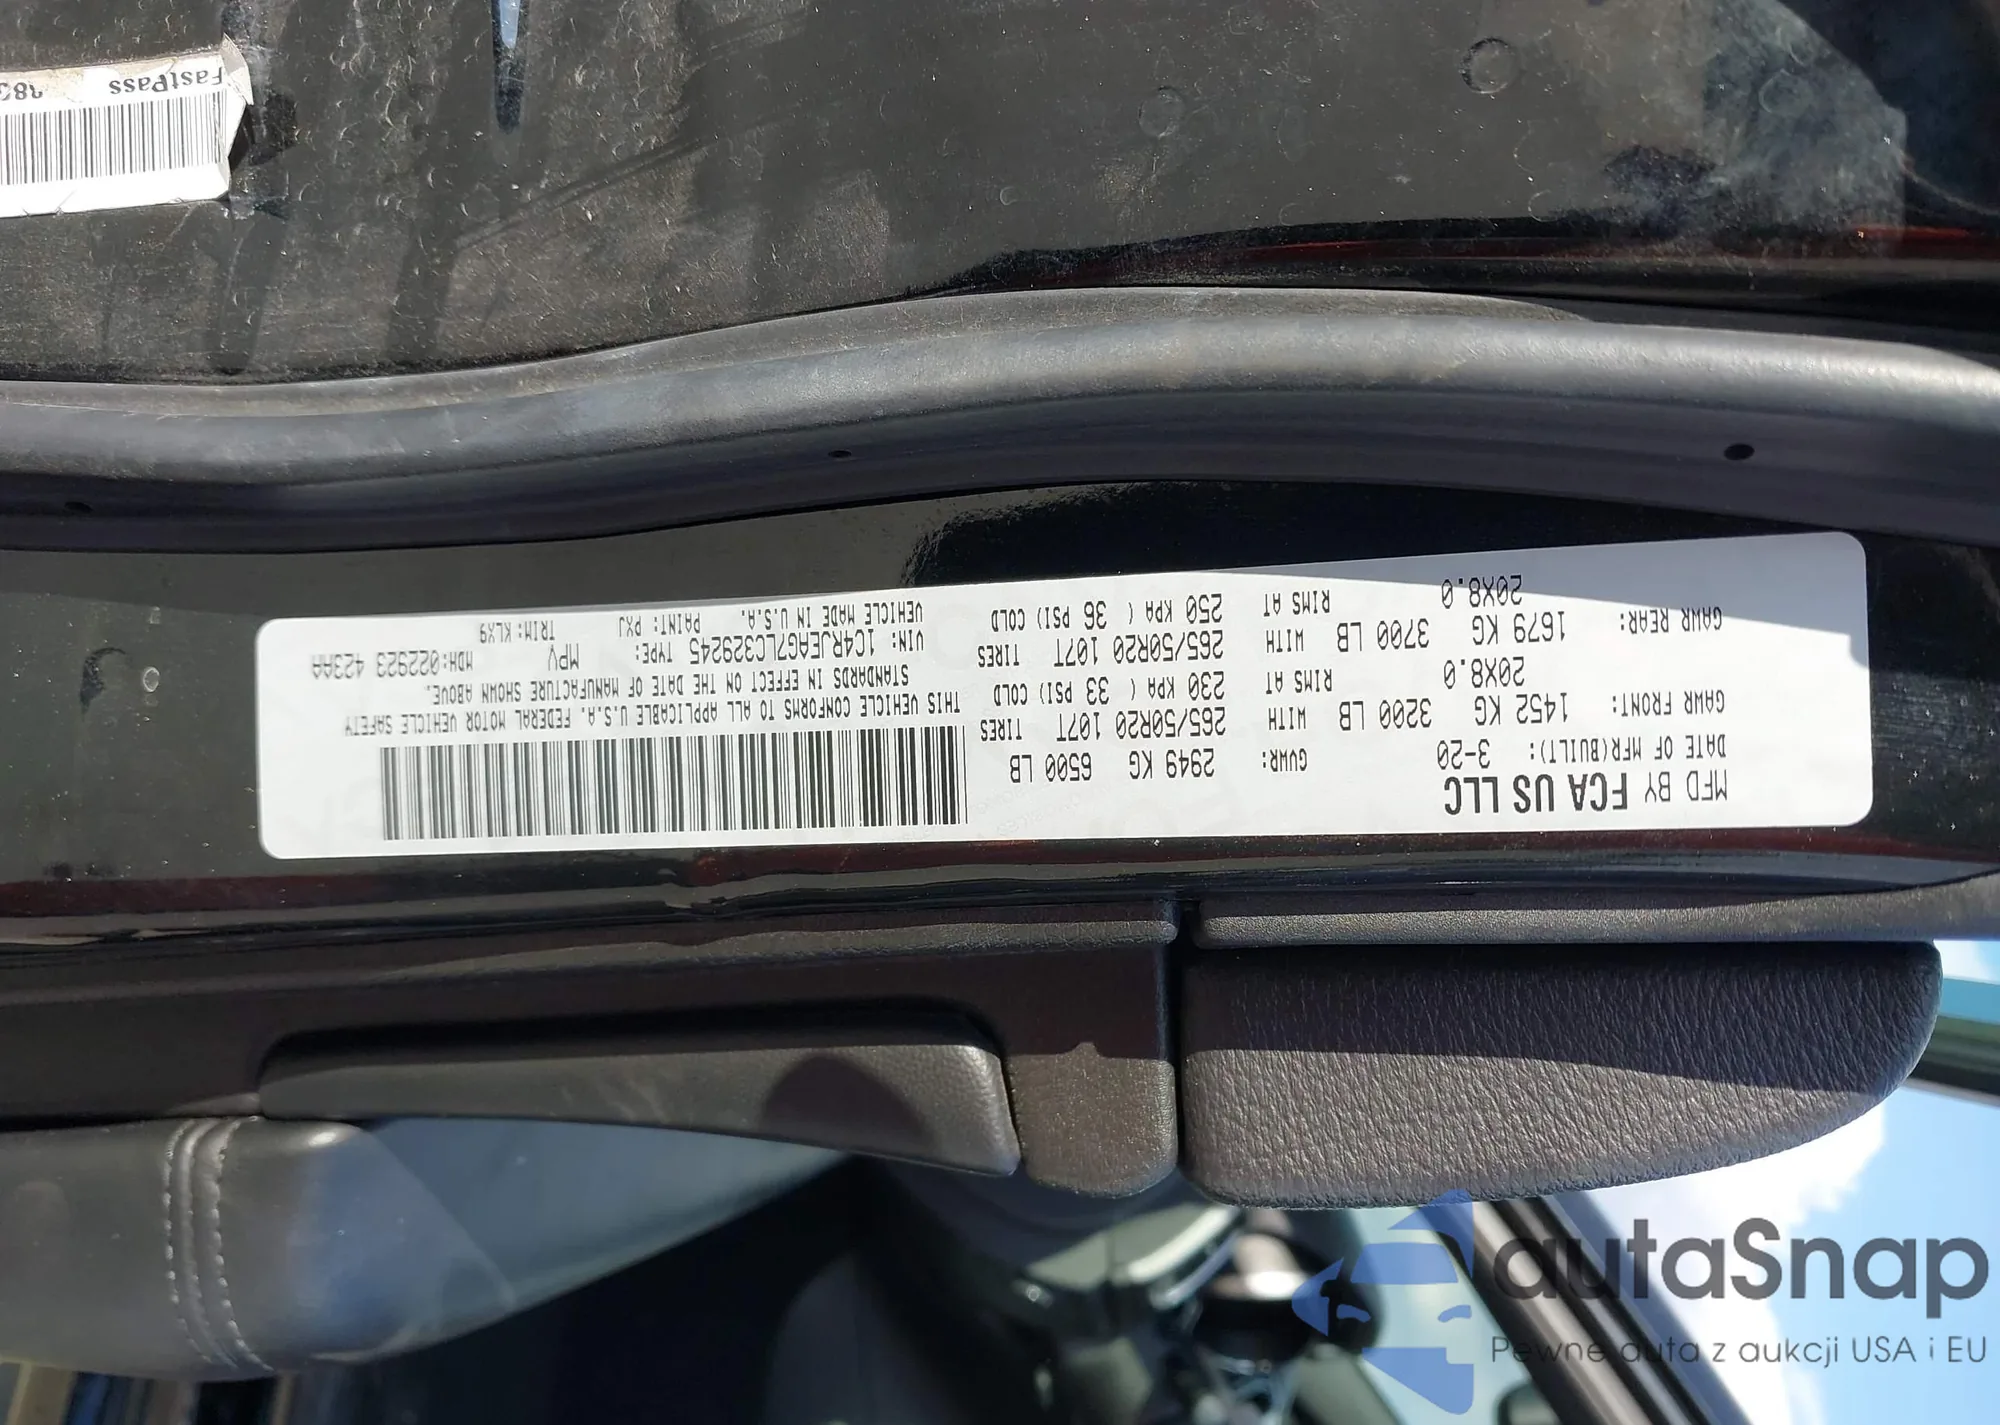 MFD BY FCA US LLC
DATE OF MFR(BUILT): 3-20 GVWR: 2949 KG 6500 LB
GAWR FRONT: 1452 KG 3200 LB WITH 265/50R20 107T TIRES
20X8.0 RIMS AT 230 KPA ( 33 PSI) COLD
GAWR REAR: 1679 KG 3700 LB WITH 265/50R20 107T TIRES
20X8.0 RIMS AT 250 KPA ( 36 PSI) COLD
THIS VEHICLE CONFORMS TO ALL APPLICABLE U.S.A. FEDERAL MOTOR VEHICLE SAFETY
STANDARDS IN EFFECT ON THE DATE OF MANUFACTURE SHOWN ABOVE.
VIN: 1C4RJEAG7LC329245 TYPE: MPV MDH:022923 423AA
VEHICLE MADE IN U.S.A. PAINT: PXJ TRIM: KLX9
FastPass
autaSnap
Pewne auta z aukcji USA i EU